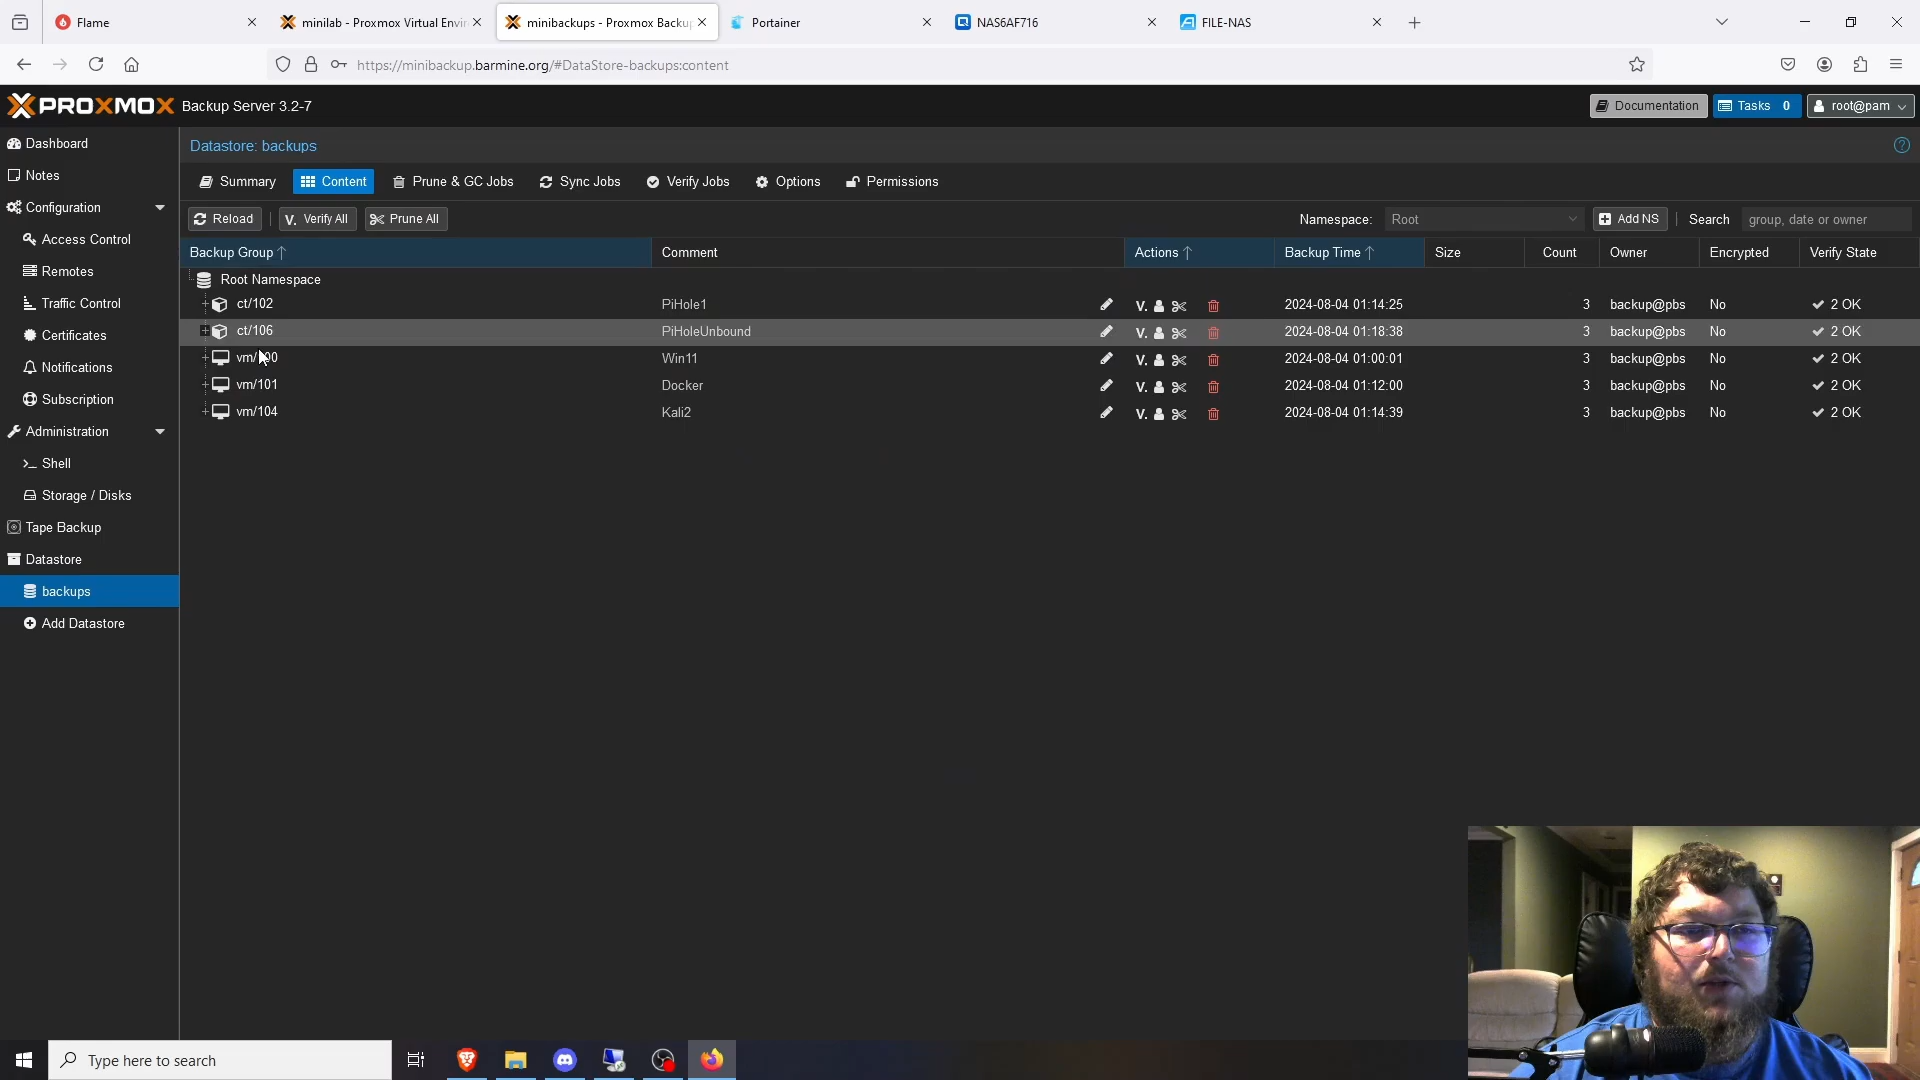 Flame
minilab - Proxmox Virtual Envir
minibackups - Proxmox Backup
Portainer
NAS6AF716
FILE-NAS
https://minibackup.barmine.org/#DataStore-backups:content
PROXMOX Backup Server 3.2-7
Documentation
Tasks 0
root@pam
Dashboard
Notes
Configuration
Access Control
Remotes
Traffic Control
Certificates
Notifications
Subscription
Administration
Shell
Storage / Disks
Tape Backup
Datastore
backups
Add Datastore
Datastore: backups
Summary Content Prune & GC Jobs Sync Jobs Verify Jobs Options Permissions
Reload V. Verify All Prune All Namespace: Root Add NS Search group, date or owner
Backup Group Comment Actions Backup Time Size Count Owner Encrypted Verify State
Root Namespace
ct/102 PiHole1 V. 2024-08-04 01:14:25 3 backup@pbs No 2 OK
ct/106 PiHoleUnbound V. 2024-08-04 01:18:38 3 backup@pbs No 2 OK
vm/100 Win11 V. 2024-08-04 01:00:01 3 backup@pbs No 2 OK
vm/101 Docker V. 2024-08-04 01:12:00 3 backup@pbs No 2 OK
vm/104 Kali2 V. 2024-08-04 01:14:39 3 backup@pbs No 2 OK
Type here to search